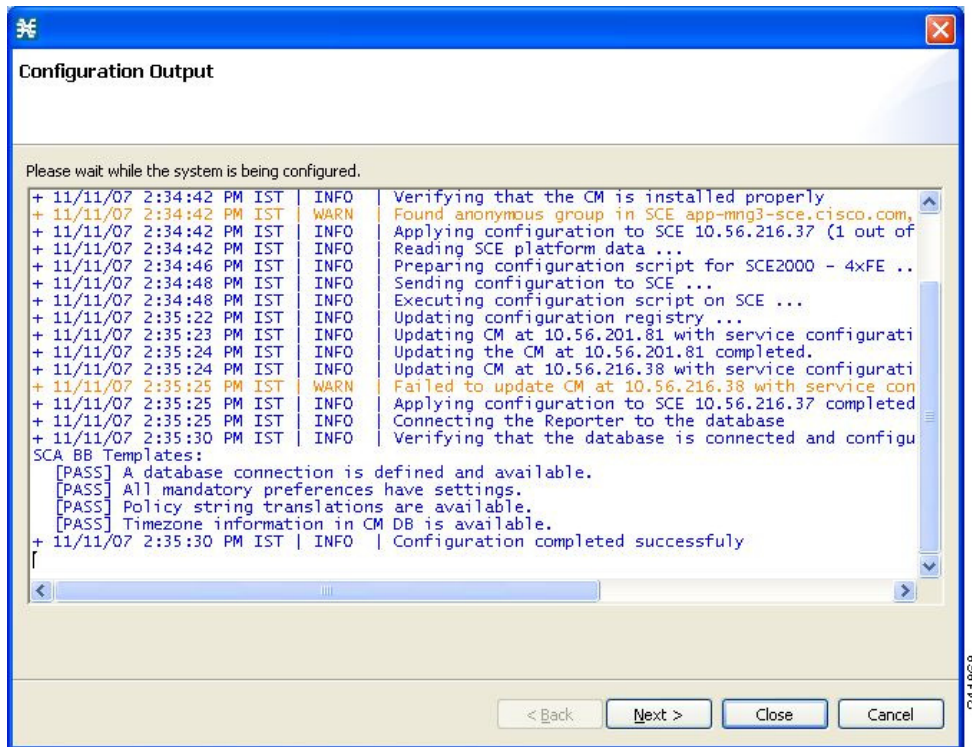 Configuration Output
Please wait while the system is being configured.
+ 11/11/07 2:34:42 PM IST | INFO | Verifying that the CM is installed properly
+ 11/11/07 2:34:42 PM IST | WARN | Found anonymous group in SCE app-mng3-sce.cisco.com,
+ 11/11/07 2:34:42 PM IST | INFO | Applying configuration to SCE 10.56.216.37 (1 out of
+ 11/11/07 2:34:42 PM IST | INFO | Reading SCE platform data ...
+ 11/11/07 2:34:46 PM IST | INFO | Preparing configuration script for SCE2000 - 4xFE ..
+ 11/11/07 2:34:48 PM IST | INFO | Sending configuration to SCE ...
+ 11/11/07 2:34:48 PM IST | INFO | Executing configuration script on SCE ...
+ 11/11/07 2:35:22 PM IST | INFO | Updating configuration registry ...
+ 11/11/07 2:35:23 PM IST | INFO | Updating CM at 10.56.201.81 with service configurati
+ 11/11/07 2:35:24 PM IST | INFO | Updating the CM at 10.56.201.81 completed.
+ 11/11/07 2:35:24 PM IST | INFO | Updating CM at 10.56.216.38 with service configurati
+ 11/11/07 2:35:25 PM IST | WARN | Failed to update CM at 10.56.216.38 with service con
+ 11/11/07 2:35:25 PM IST | INFO | Applying configuration to SCE 10.56.216.37 completed
+ 11/11/07 2:35:25 PM IST | INFO | Connecting the Reporter to the database
+ 11/11/07 2:35:30 PM IST | INFO | Verifying that the database is connected and configu
SCA BB Templates:
[PASS] A database connection is defined and available.
[PASS] All mandatory preferences have settings.
[PASS] Policy string translations are available.
[PASS] Timezone information in CM DB is available.
+ 11/11/07 2:35:30 PM IST | INFO | Configuration completed successfuly
< Back
Next >
Close
Cancel